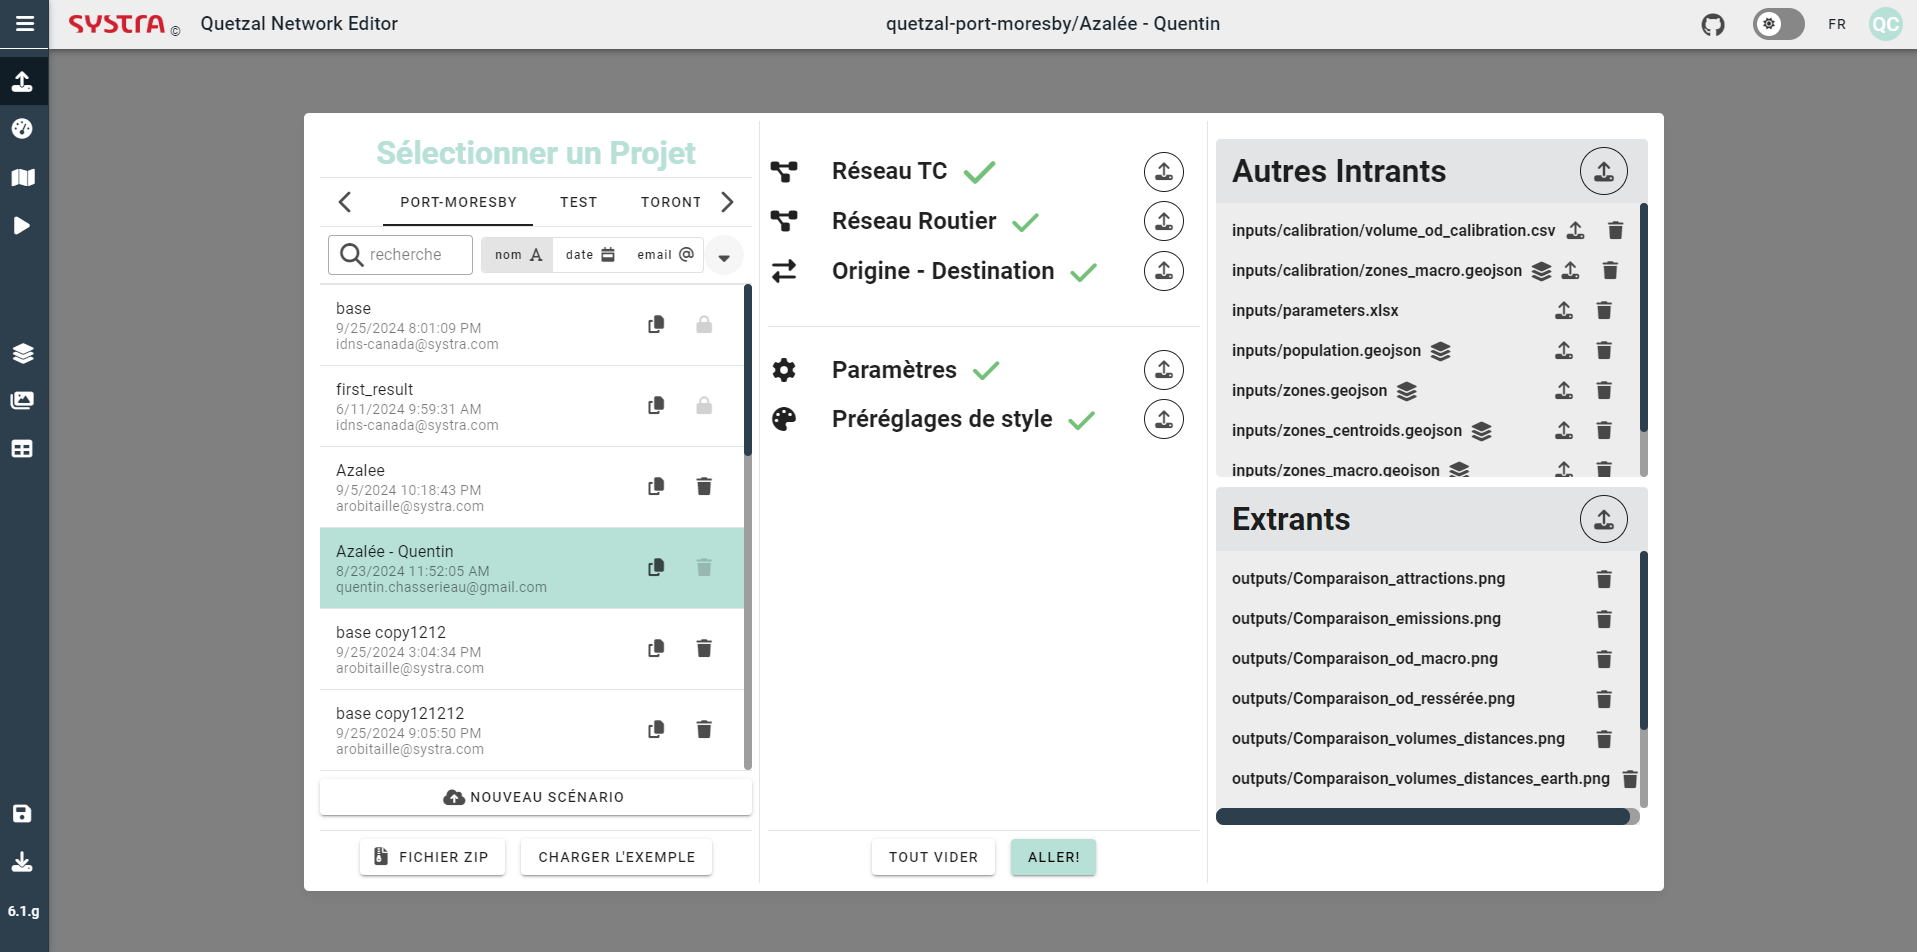 SYSTRA ©
Quetzal Network Editor
quetzal-port-moresby/Azalée - Quentin
FR
QC
Sélectionner un Projet
PORT-MORESBY
TEST
TORONT
recherche
nom
date
email
base
9/25/2024 8:01:09 PM
idns-canada@systra.com
first_result
6/11/2024 9:59:31 AM
idns-canada@systra.com
Azalee
9/5/2024 10:18:43 PM
arobitaille@systra.com
Azalée - Quentin
8/23/2024 11:52:05 AM
quentin.chasserieau@gmail.com
base copy1212
9/25/2024 3:04:34 PM
arobitaille@systra.com
base copy121212
9/25/2024 9:05:50 PM
arobitaille@systra.com
NOUVEAU SCÉNARIO
FICHIER ZIP
CHARGER L'EXEMPLE
Réseau TC
Réseau Routier
Origine - Destination
Paramètres
Préréglages de style
TOUT VIDER
ALLER!
Autres Intrants
inputs/calibration/volume_od_calibration.csv
inputs/calibration/zones_macro.geojson
inputs/parameters.xlsx
inputs/population.geojson
inputs/zones.geojson
inputs/zones_centroids.geojson
inputs/zones_macro.geojson
Extrants
outputs/Comparaison_attractions.png
outputs/Comparaison_emissions.png
outputs/Comparaison_od_macro.png
outputs/Comparaison_od_ressérée.png
outputs/Comparaison_volumes_distances.png
outputs/Comparaison_volumes_distances_earth.png
6.1.g